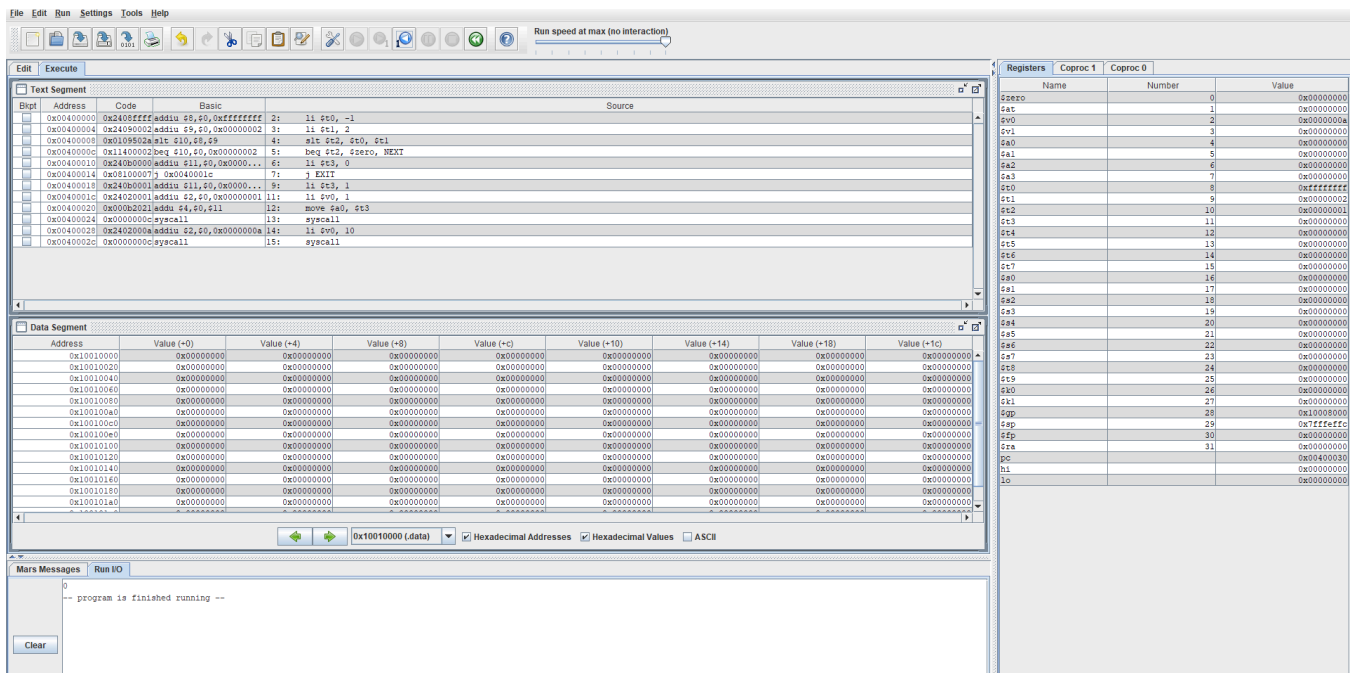 File Edit Run Settings Tools Help
Run speed at max (no interaction)
Edit Execute
Text Segment
Bkpt Address Code Basic Source
0x00400000 0x2408ffff addiu $8,$0,0xffffffff 2: li $t0, -1
0x00400004 0x24090002 addiu $9,$0,0x00000002 3: li $t1, 2
0x00400008 0x0109502a slt $10,$8,$9 4: slt $t2, $t0, $t1
0x0040000c 0x11400002 beq $10,$0,0x00000002 5: beq $t2, $zero, NEXT
0x00400010 0x240b0000 addiu $11,$0,0x0000... 6: li $t3, 0
0x00400014 0x08100007 j 0x0040001c 7: j EXIT
0x00400018 0x240b0001 addiu $11,$0,0x0000... 9: li $t3, 1
0x0040001c 0x24020001 addiu $2,$0,0x00000001 11: li $v0, 1
0x00400020 0x000b2021 addu $4,$0,$11 12: move $a0, $t3
0x00400024 0x0000000c syscall 13: syscall
0x00400028 0x2402000a addiu $2,$0,0x0000000a 14: li $v0, 10
0x0040002c 0x0000000c syscall 15: syscall
Data Segment
Address Value (+0) Value (+4) Value (+8) Value (+c) Value (+10) Value (+14) Value (+18) Value (+1c)
0x10010000 0x00000000 0x00000000 0x00000000 0x00000000 0x00000000 0x00000000 0x00000000 0x00000000
0x10010020 0x00000000 0x00000000 0x00000000 0x00000000 0x00000000 0x00000000 0x00000000 0x00000000
0x10010040 0x00000000 0x00000000 0x00000000 0x00000000 0x00000000 0x00000000 0x00000000 0x00000000
0x10010060 0x00000000 0x00000000 0x00000000 0x00000000 0x00000000 0x00000000 0x00000000 0x00000000
0x10010080 0x00000000 0x00000000 0x00000000 0x00000000 0x00000000 0x00000000 0x00000000 0x00000000
0x100100a0 0x00000000 0x00000000 0x00000000 0x00000000 0x00000000 0x00000000 0x00000000 0x00000000
0x100100c0 0x00000000 0x00000000 0x00000000 0x00000000 0x00000000 0x00000000 0x00000000 0x00000000
0x100100e0 0x00000000 0x00000000 0x00000000 0x00000000 0x00000000 0x00000000 0x00000000 0x00000000
0x10010100 0x00000000 0x00000000 0x00000000 0x00000000 0x00000000 0x00000000 0x00000000 0x00000000
0x10010120 0x00000000 0x00000000 0x00000000 0x00000000 0x00000000 0x00000000 0x00000000 0x00000000
0x10010140 0x00000000 0x00000000 0x00000000 0x00000000 0x00000000 0x00000000 0x00000000 0x00000000
0x10010160 0x00000000 0x00000000 0x00000000 0x00000000 0x00000000 0x00000000 0x00000000 0x00000000
0x10010180 0x00000000 0x00000000 0x00000000 0x00000000 0x00000000 0x00000000 0x00000000 0x00000000
0x100101a0 0x00000000 0x00000000 0x00000000 0x00000000 0x00000000 0x00000000 0x00000000 0x00000000
0x10010000 (.data) Hexadecimal Addresses Hexadecimal Values ASCII
Mars Messages Run I/O
0
-- program is finished running --
Clear
Registers Coproc 1 Coproc 0
Name Number Value
$zero 0 0x00000000
$at 1 0x00000000
$v0 2 0x0000000a
$v1 3 0x00000000
$a0 4 0x00000000
$a1 5 0x00000000
$a2 6 0x00000000
$a3 7 0x00000000
$t0 8 0xffffffff
$t1 9 0x00000002
$t2 10 0x00000001
$t3 11 0x00000000
$t4 12 0x00000000
$t5 13 0x00000000
$t6 14 0x00000000
$t7 15 0x00000000
$s0 16 0x00000000
$s1 17 0x00000000
$s2 18 0x00000000
$s3 19 0x00000000
$s4 20 0x00000000
$s5 21 0x00000000
$s6 22 0x00000000
$s7 23 0x00000000
$t8 24 0x00000000
$t9 25 0x00000000
$k0 26 0x00000000
$k1 27 0x00000000
$gp 28 0x10008000
$sp 29 0x7fffeffc
$fp 30 0x00000000
$ra 31 0x00000000
pc 0x00400030
hi 0x00000000
lo 0x00000000